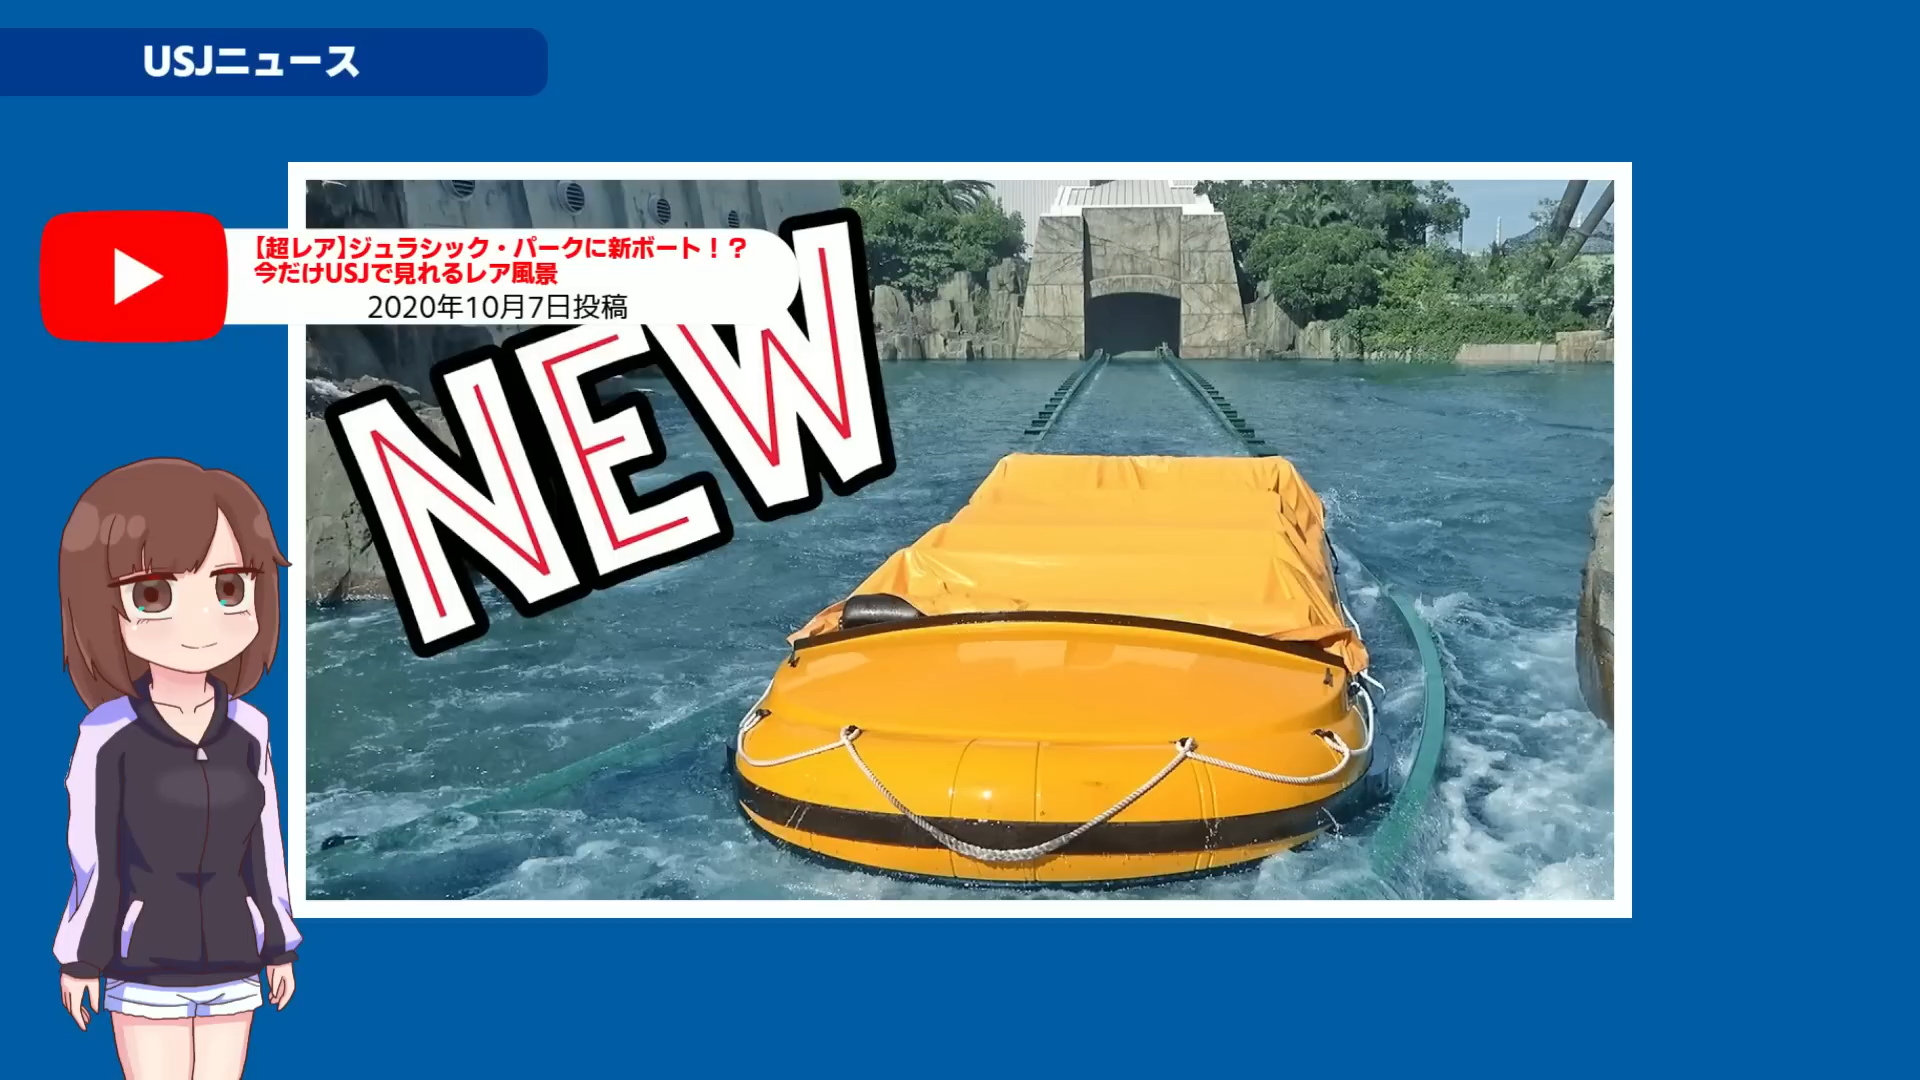 USJニュース
【超レア】ジュラシック・パークに新ボート！？
今だけUSJで見れるレア風景
2020年10月7日投稿
NEW